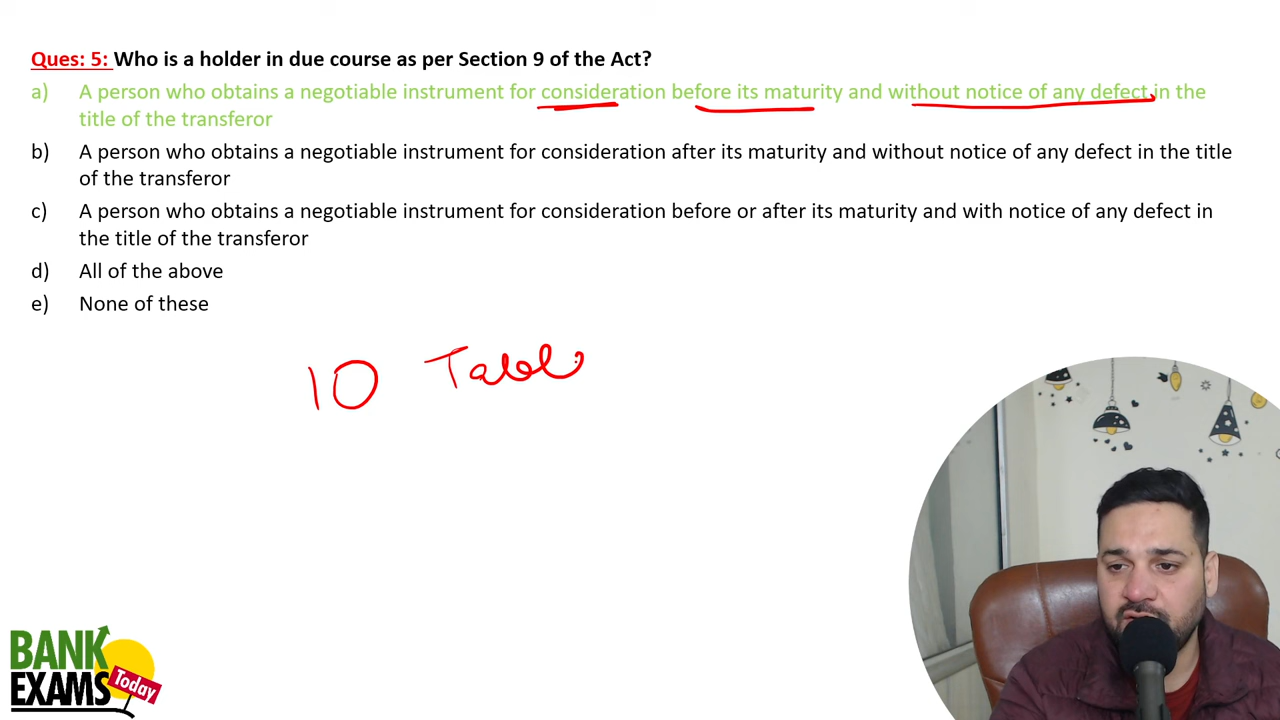 Ques: 5: Who is a holder in due course as per Section 9 of the Act?
a) A person who obtains a negotiable instrument for consideration before its maturity and without notice of any defect in the
title of the transferor
b) A person who obtains a negotiable instrument for consideration after its maturity and without notice of any defect in the title
of the transferor
c) A person who obtains a negotiable instrument for consideration before or after its maturity and with notice of any defect in
the title of the transferor
d) All of the above
e) None of these
10 Table
BANK
EXAMS
Today